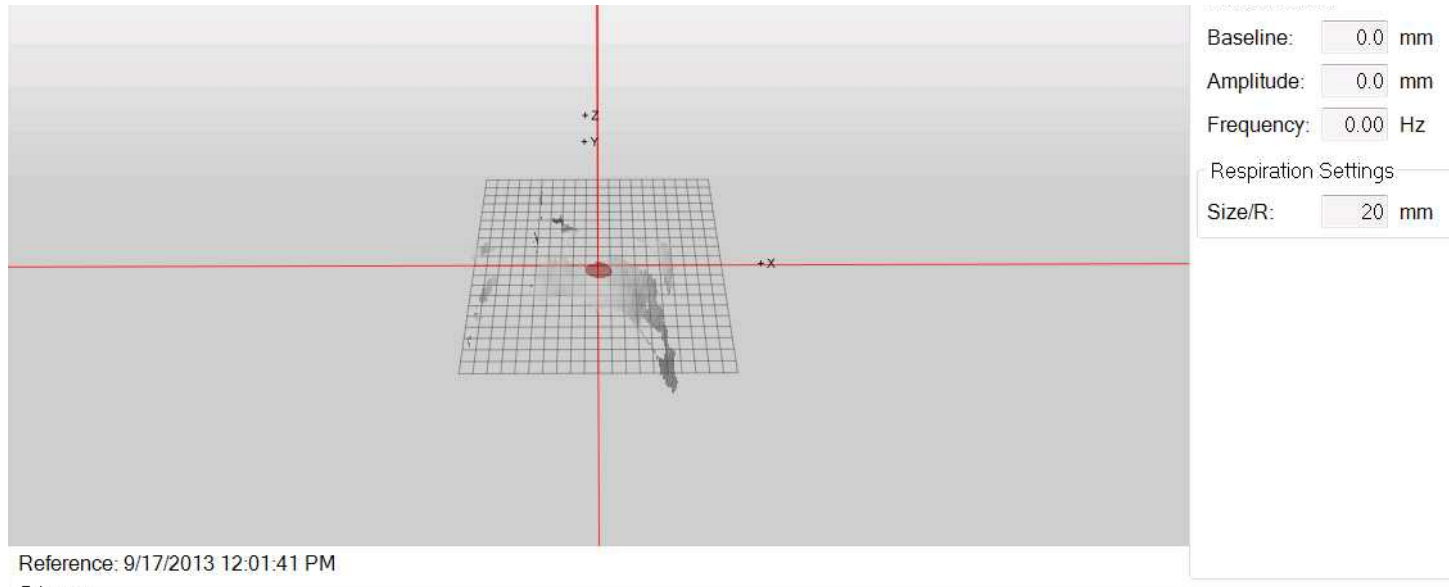 Baseline: 0.0 mm
Amplitude: 0.0 mm
+Z
Frequency: 0.00 Hz
+Y
Respiration Settings
Size/R: 20 mm
+X
Reference: 9/17/2013 12:01:41 PM